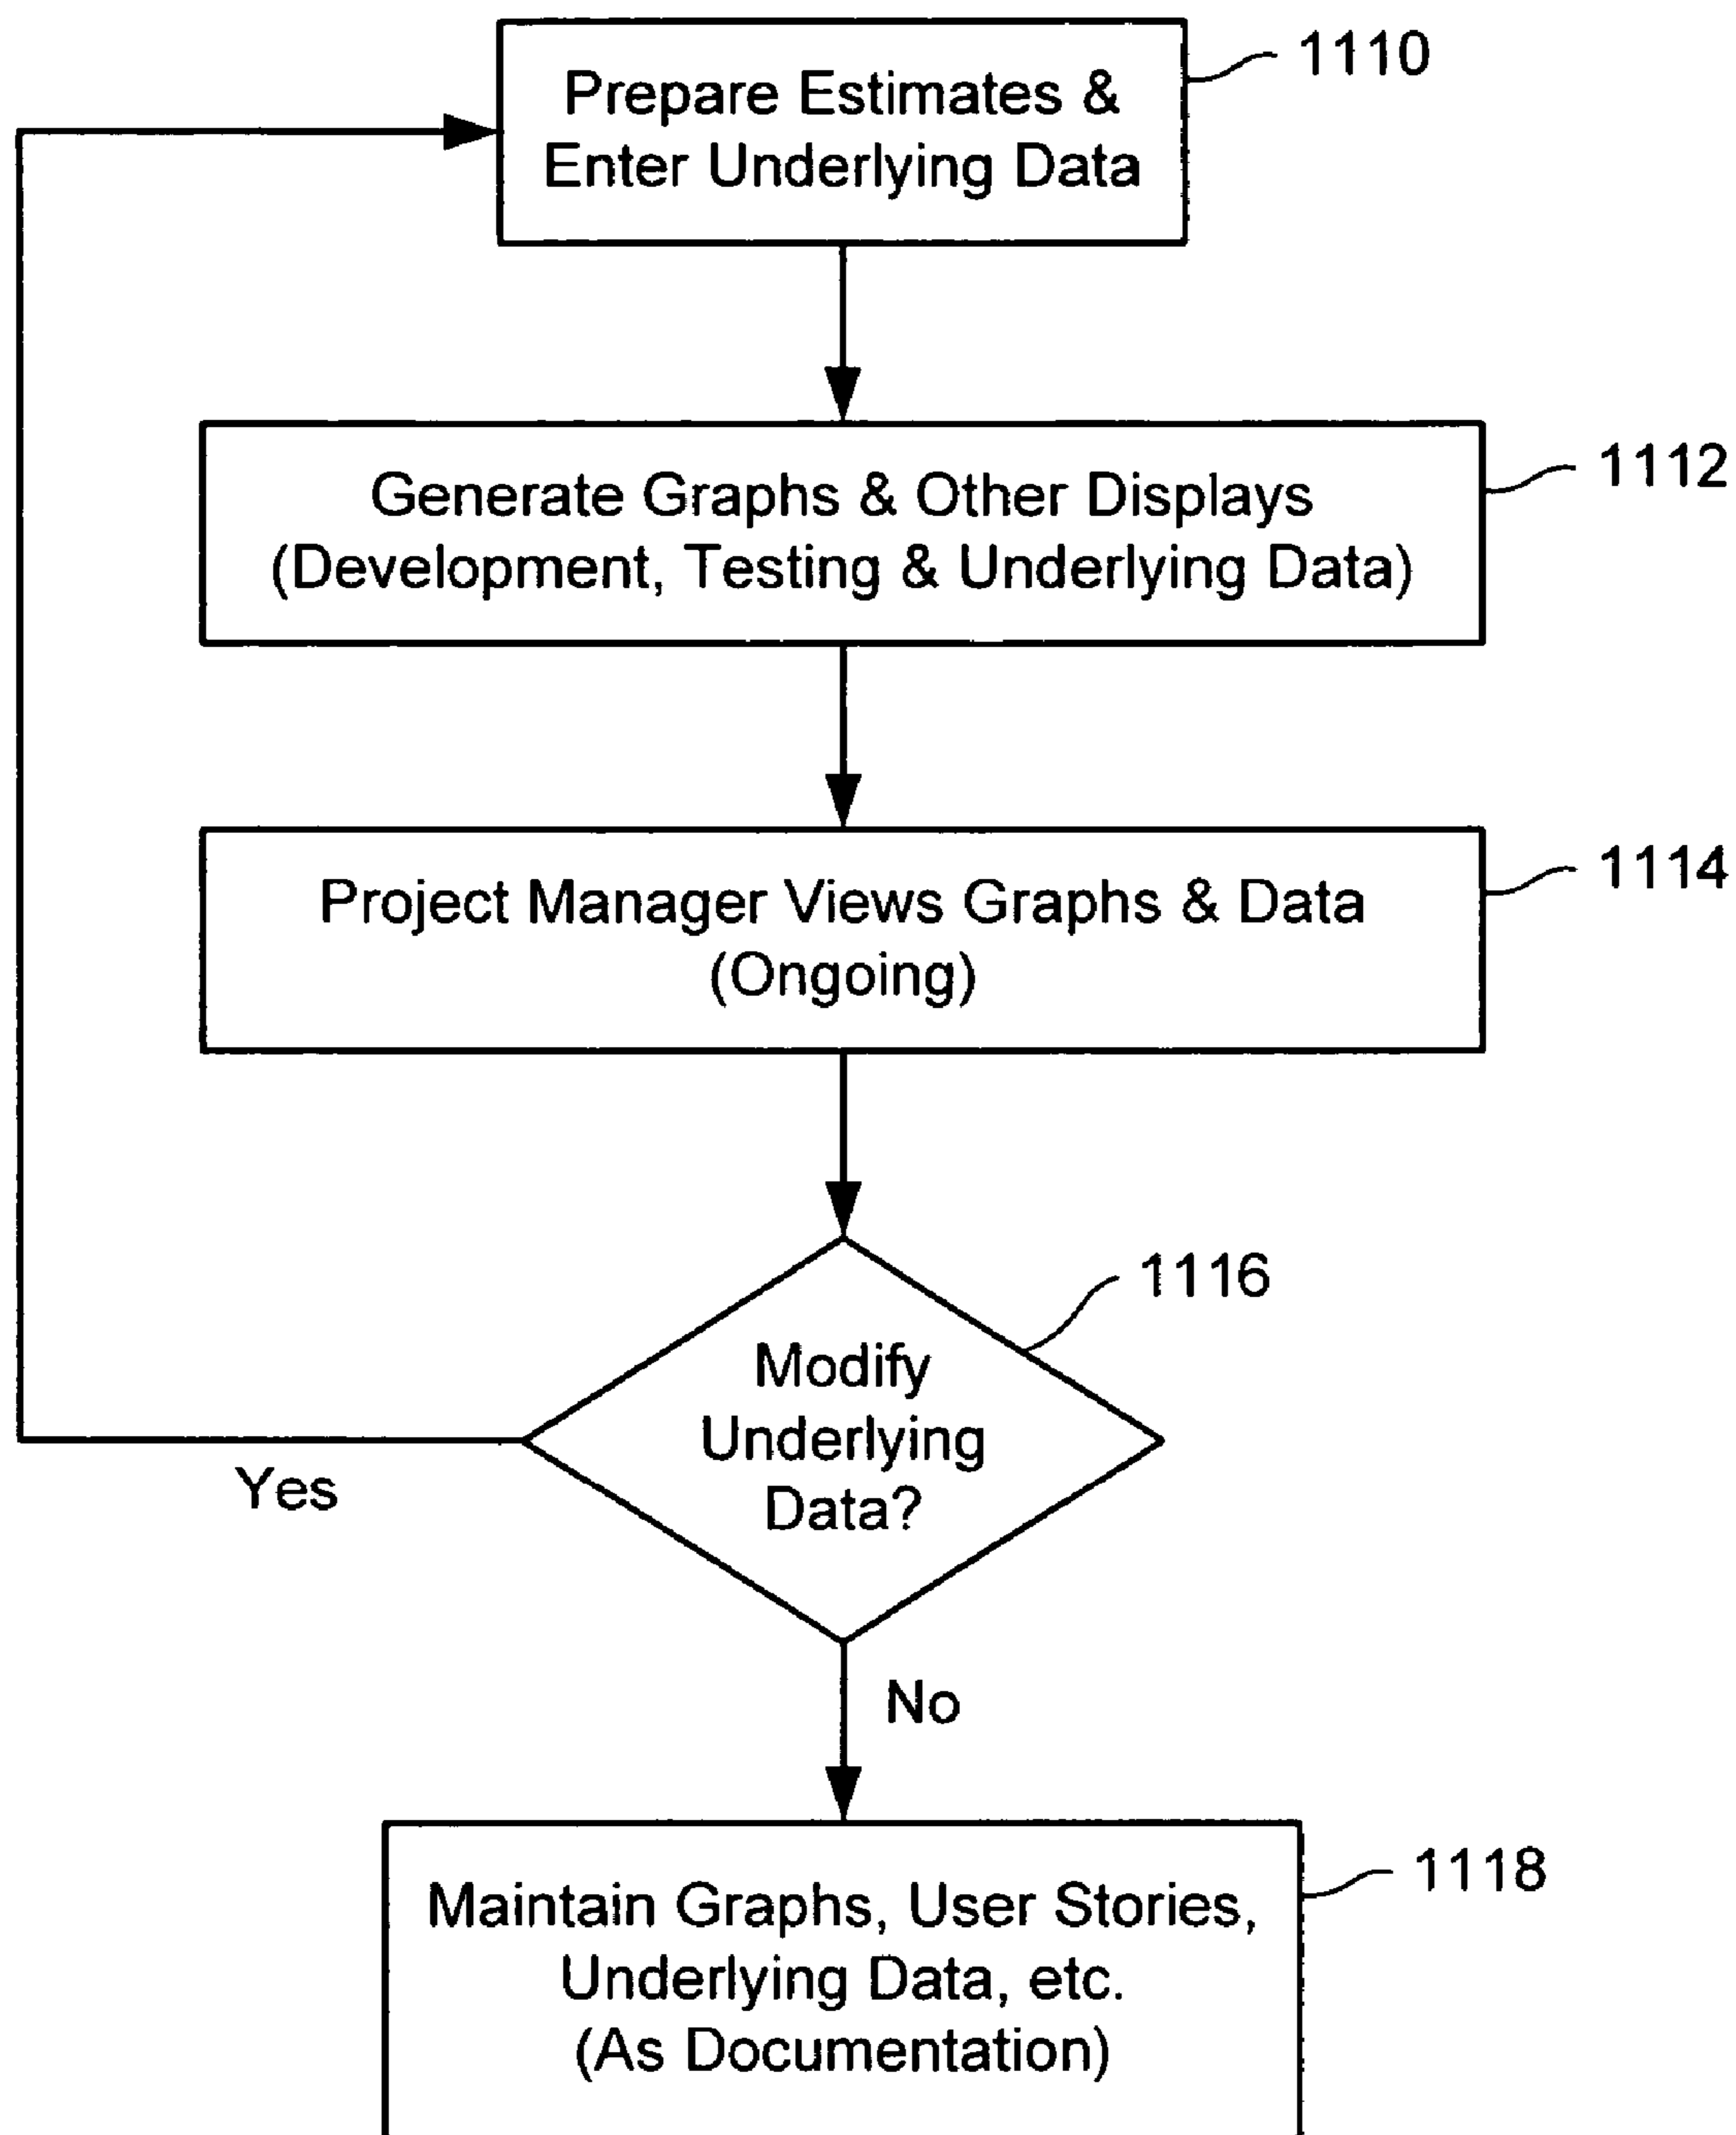 1110
Prepare Estimates &
Enter Underlying Data
1112
Generate Graphs & Other Displays
(Development, Testing & Underlying Data)
1114
Project Manager Views Graphs & Data
(Ongoing)
1116
Modify
Underlying
Data?
Yes
No
1118
Maintain Graphs, User Stories,
Underlying Data, etc.
(As Documentation)